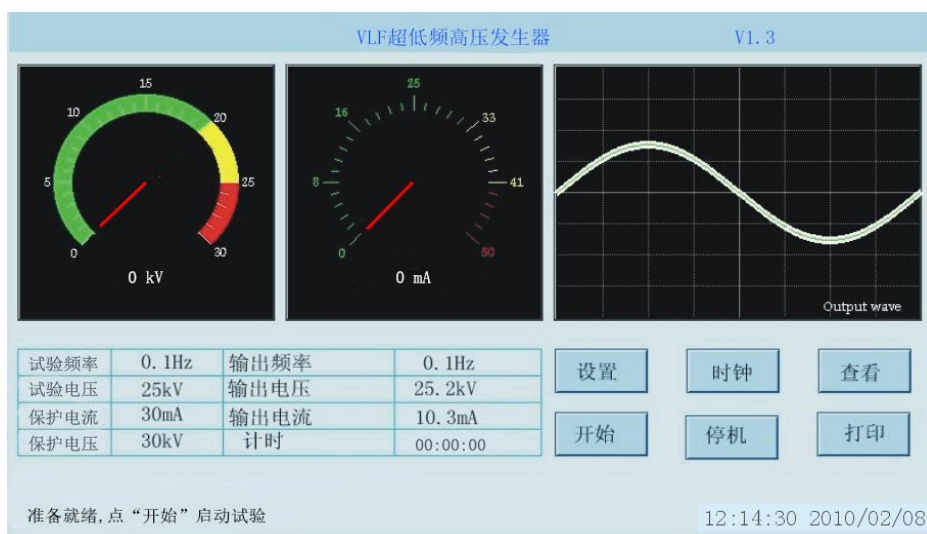 VLF超低频高压发生器 V1.3
15
10
20
5
25
0
30
0 kV
25
16
33
8
41
0
50
0 mA
Output wave
试验频率 0.1Hz 输出频率 0.1Hz
试验电压 25kV 输出电压 25.2kV
保护电流 30mA 输出电流 10.3mA
保护电压 30kV 计时 00:00:00
设置 时钟 查看
开始 停机 打印
准备就绪,点“开始”启动试验
12:14:30 2010/02/08